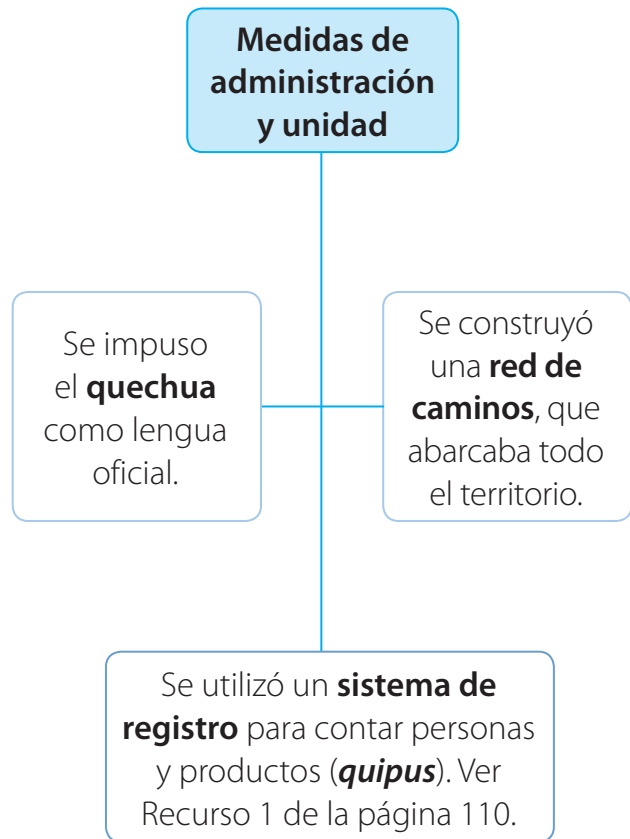 Medidas de
administración
y unidad
Se impuso
el quechua
como lengua
oficial.
Se construyó
una red de
caminos, que
abarcaba todo
el territorio.
Se utilizó un sistema de
registro para contar personas
y productos (quipus). Ver
Recurso 1 de la página 110.